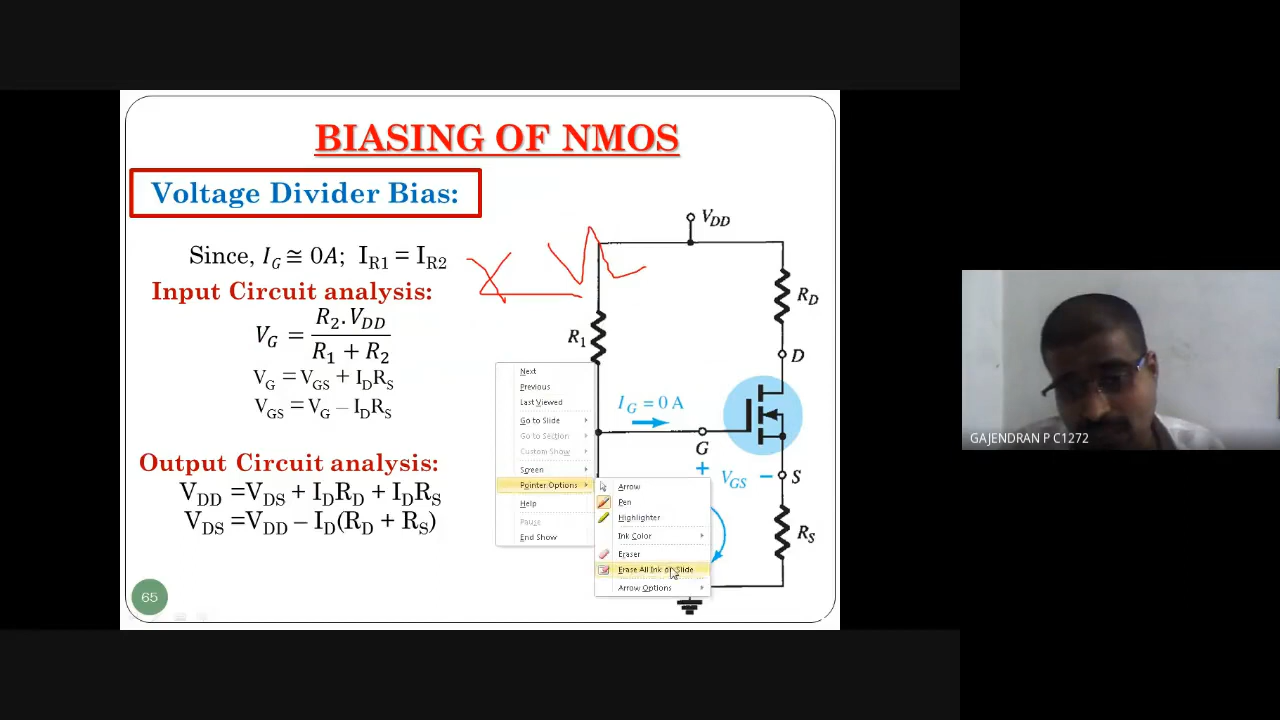 BIASING OF NMOS
Voltage Divider Bias:
Since, I_G ≅ 0A; I_R1 = I_R2
Input Circuit analysis:
V_G = R_2.V_DD / R_1 + R_2
V_G = V_GS + I_DR_S
V_GS = V_G – I_DR_S
Output Circuit analysis:
V_DD =V_DS + I_DR_D + I_DR_S
V_DS =V_DD – I_D(R_D + R_S)
65
V_DD
R_D
R_1
D
I_G = 0 A
G
+ V_GS –
S
R_S
Next
Previous
Last Viewed
Go to Slide
Go to Section
Custom Show
Screen
Pointer Options
Help
Pause
End Show
Arrow
Pen
Highlighter
Ink Color
Eraser
Erase All Ink on Slide
Arrow Options
GAJENDRAN P C1272